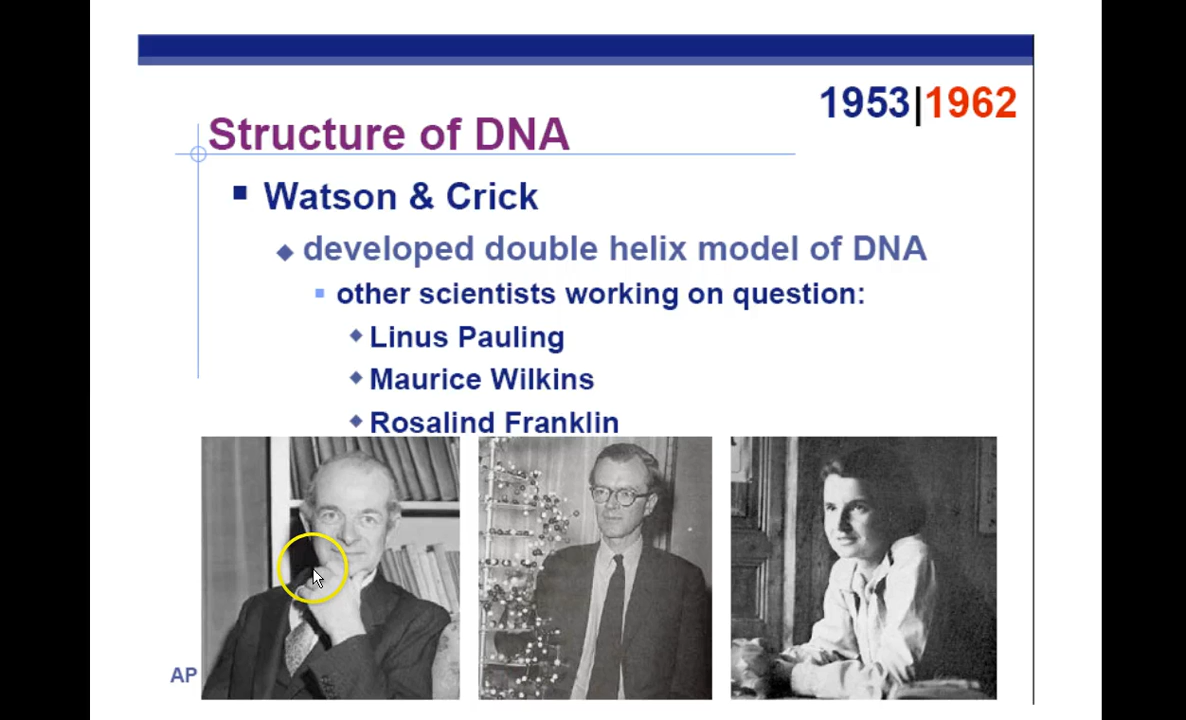 1953|1962
Structure of DNA
Watson & Crick
developed double helix model of DNA
other scientists working on question:
Linus Pauling
Maurice Wilkins
Rosalind Franklin
AP